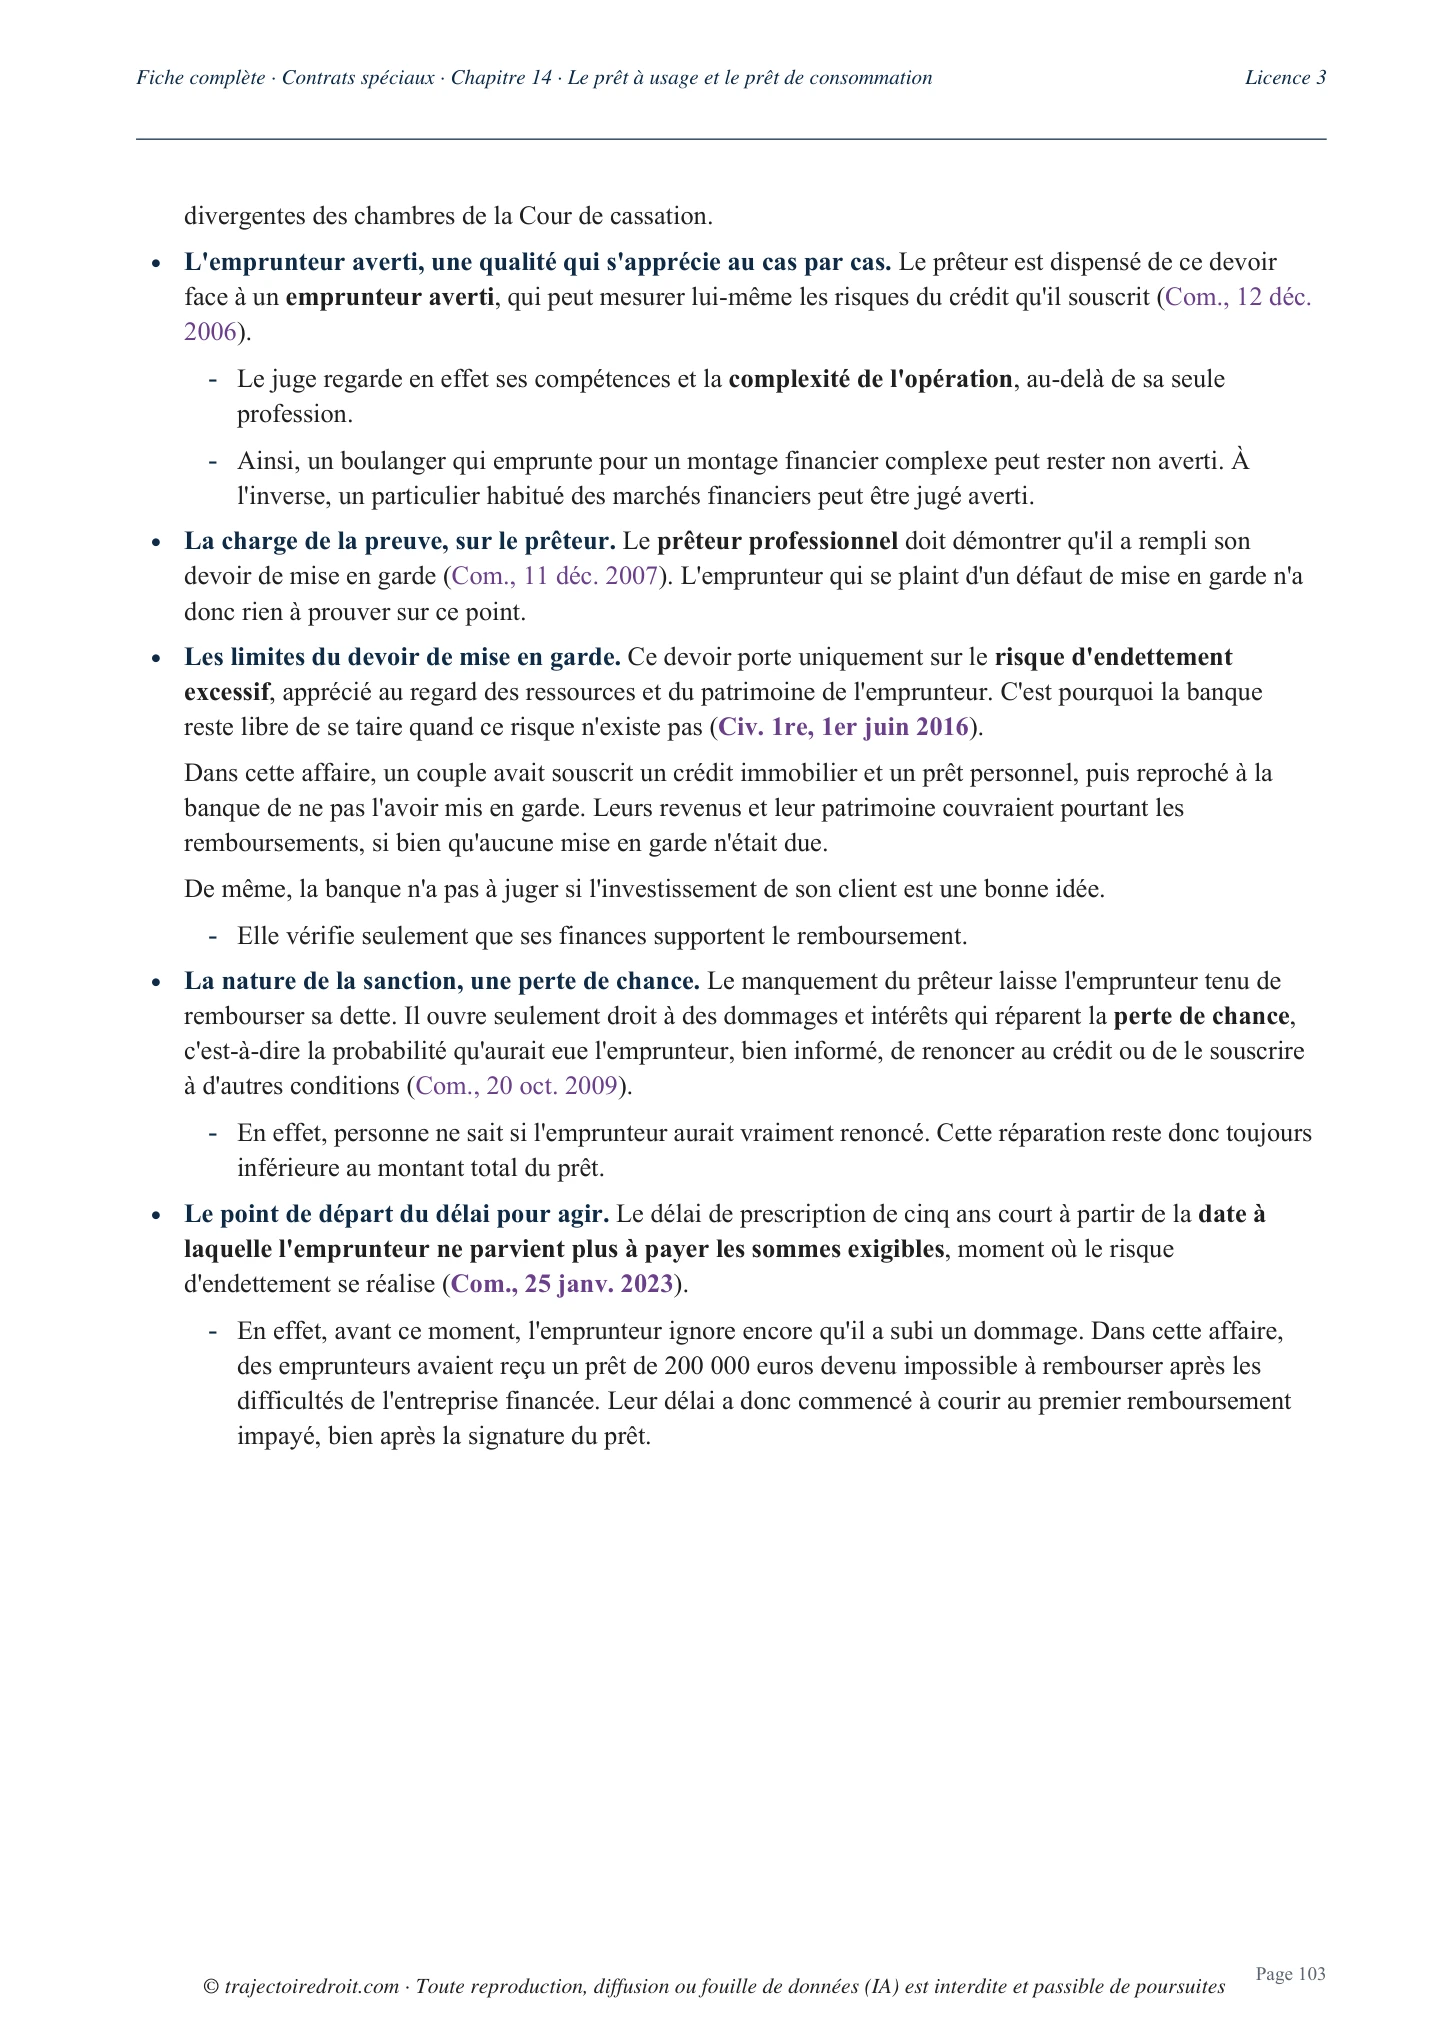 Fiche complète · Contrats spéciaux · Chapitre 14 · Le prêt à usage et le prêt de consommation
Licence 3
divergentes des chambres de la Cour de cassation.
• L'emprunteur averti, une qualité qui s'apprécie au cas par cas. Le prêteur est dispensé de ce devoir
face à un emprunteur averti, qui peut mesurer lui-même les risques du crédit qu'il souscrit (Com., 12 déc.
2006).
- Le juge regarde en effet ses compétences et la complexité de l'opération, au-delà de sa seule
profession.
- Ainsi, un boulanger qui emprunte pour un montage financier complexe peut rester non averti. À
l'inverse, un particulier habitué des marchés financiers peut être jugé averti.
• La charge de la preuve, sur le prêteur. Le prêteur professionnel doit démontrer qu'il a rempli son
devoir de mise en garde (Com., 11 déc. 2007). L'emprunteur qui se plaint d'un défaut de mise en garde n'a
donc rien à prouver sur ce point.
• Les limites du devoir de mise en garde. Ce devoir porte uniquement sur le risque d'endettement
excessif, apprécié au regard des ressources et du patrimoine de l'emprunteur. C'est pourquoi la banque
reste libre de se taire quand ce risque n'existe pas (Civ. 1re, 1er juin 2016).
Dans cette affaire, un couple avait souscrit un crédit immobilier et un prêt personnel, puis reproché à la
banque de ne pas l'avoir mis en garde. Leurs revenus et leur patrimoine couvraient pourtant les
remboursements, si bien qu'aucune mise en garde n'était due.
De même, la banque n'a pas à juger si l'investissement de son client est une bonne idée.
- Elle vérifie seulement que ses finances supportent le remboursement.
• La nature de la sanction, une perte de chance. Le manquement du prêteur laisse l'emprunteur tenu de
rembourser sa dette. Il ouvre seulement droit à des dommages et intérêts qui réparent la perte de chance,
c'est-à-dire la probabilité qu'aurait eue l'emprunteur, bien informé, de renoncer au crédit ou de le souscrire
à d'autres conditions (Com., 20 oct. 2009).
- En effet, personne ne sait si l'emprunteur aurait vraiment renoncé. Cette réparation reste donc toujours
inférieure au montant total du prêt.
• Le point de départ du délai pour agir. Le délai de prescription de cinq ans court à partir de la date à
laquelle l'emprunteur ne parvient plus à payer les sommes exigibles, moment où le risque
d'endettement se réalise (Com., 25 janv. 2023).
- En effet, avant ce moment, l'emprunteur ignore encore qu'il a subi un dommage. Dans cette affaire,
des emprunteurs avaient reçu un prêt de 200 000 euros devenu impossible à rembourser après les
difficultés de l'entreprise financée. Leur délai a donc commencé à courir au premier remboursement
impayé, bien après la signature du prêt.
© trajectoiredroit.com · Toute reproduction, diffusion ou fouille de données (IA) est interdite et passible de poursuites
Page 103